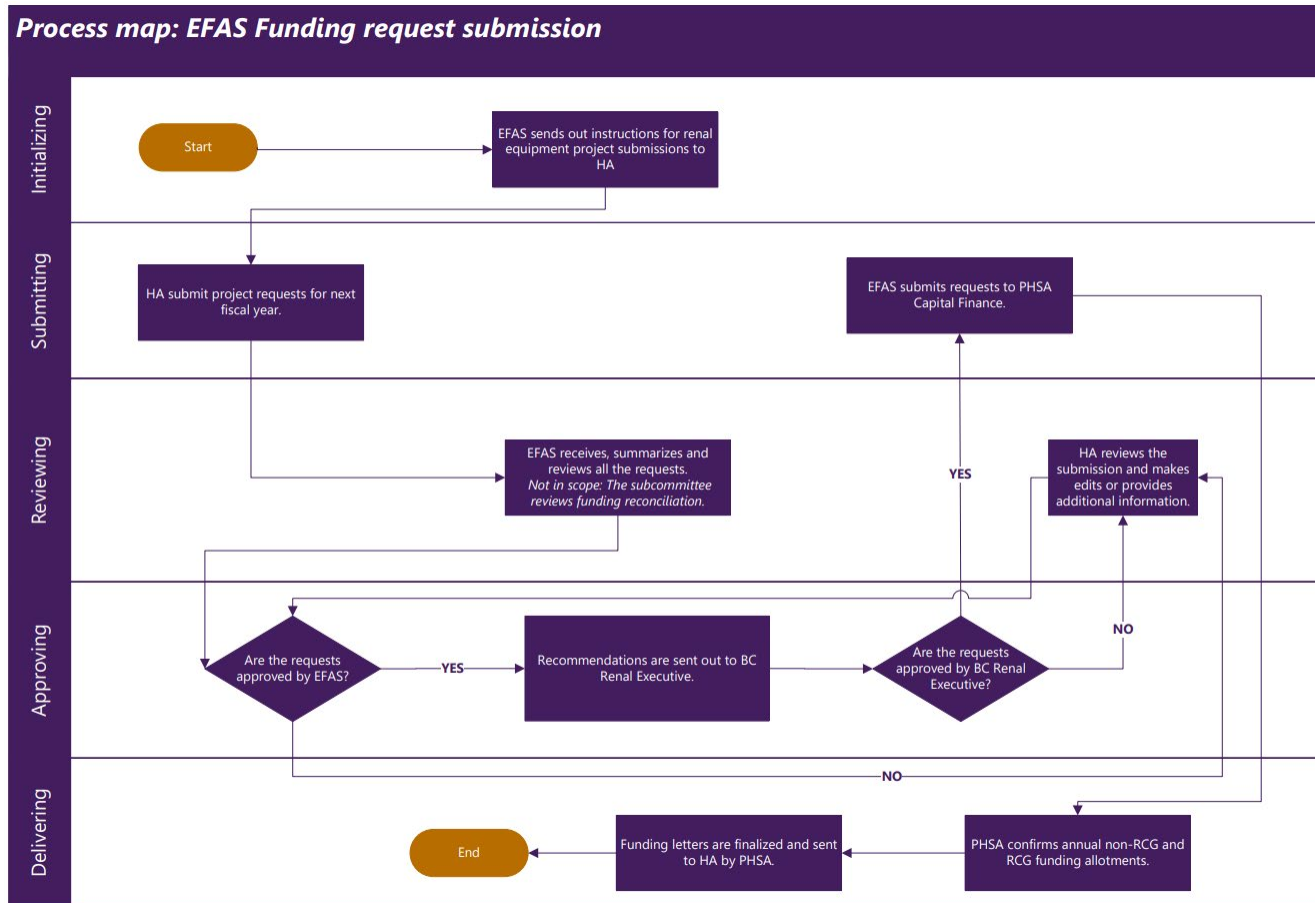 Process map: EFAS Funding request submission
Initializing
Start
EFAS sends out instructions for renal
equipment project submissions to
HA
Submitting
HA submit project requests for next
fiscal year.
EFAS submits requests to PHSA
Capital Finance.
Reviewing
EFAS receives, summarizes and
reviews all the requests.
Not in scope: The subcommittee
reviews funding reconciliation.
YES
HA reviews the
submission and makes
edits or provides
additional information.
Approving
Are the requests
approved by EFAS?
YES
Recommendations are sent out to BC
Renal Executive.
Are the requests
approved by BC Renal
Executive?
NO
NO
Delivering
End
Funding letters are finalized and sent
to HA by PHSA.
PHSA confirms annual non-RCG and
RCG funding allotments.